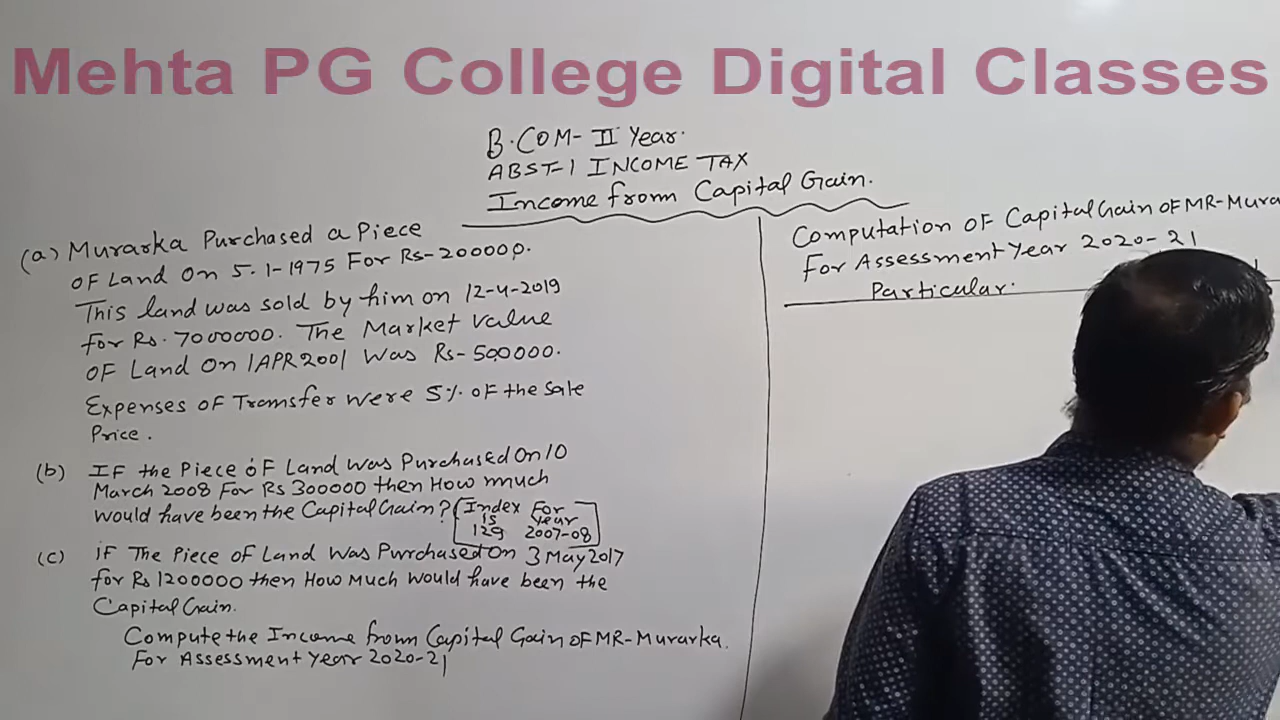 Mehta PG College Digital Classes
B.COM- II Year.
ABST-1 INCOME TAX
Income from Capital Gain.
(a) Murarka Purchased a Piece
OF Land On 5.1-1975 For Rs-200000.
This land was sold by him on 12-4-2019
for Rs. 7000000. The Market Value
OF Land On 1APR2001 Was Rs-500000.
Expenses of Transfer were 5% of the Sale
Price.
(b) IF the Piece of Land was Purchased On 10
March 2008 For Rs 300000 then How much
would have been the Capital Gain? [Index For
is Year
129 2007-08]
(c) IF The Piece of Land Was Purchased On 3 May 2017
for Rs 1200000 then How Much would have been the
Capital Gain.
Compute the Income from Capital Gain OF MR-Murarka.
For Assessment Year 2020-21
Computation OF Capital Gain OF MR-Mura
For Assessment Year 2020-21
Particular.